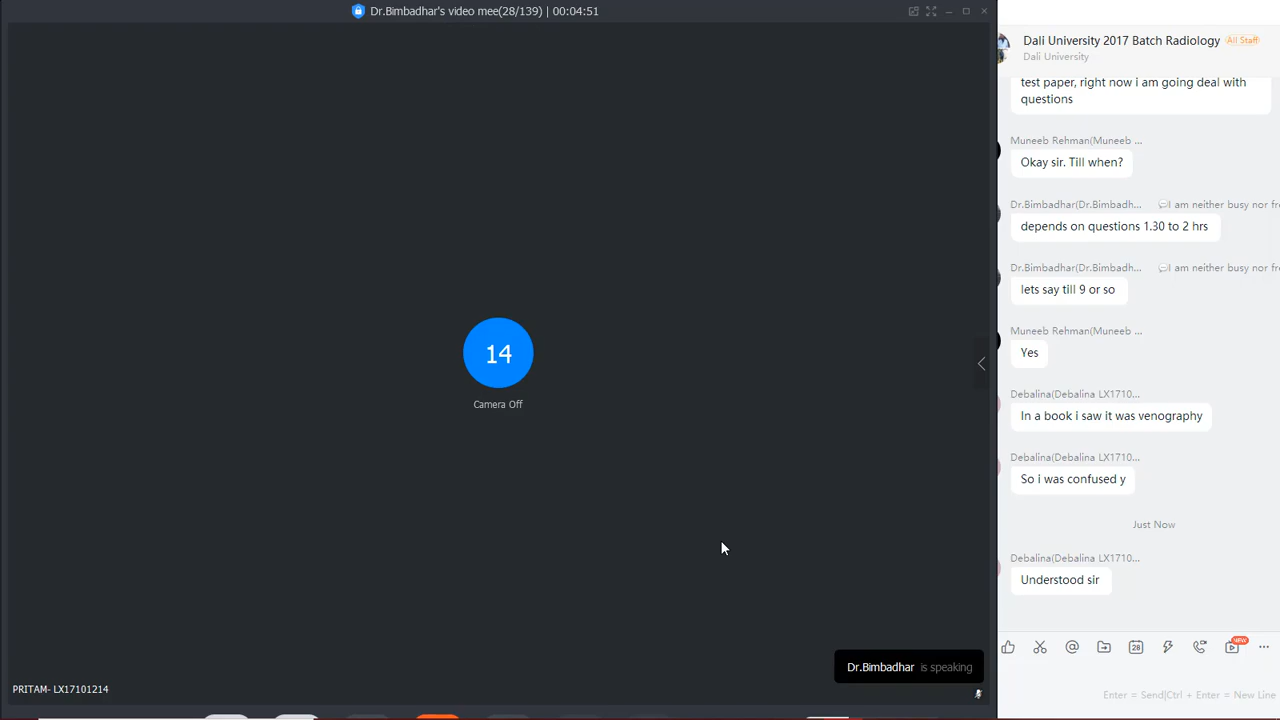 Dr.Bimbadhar's video mee(28/139) | 00:04:51
14
Camera Off
Dr.Bimbadhar is speaking
PRITAM- LX17101214
Dali University 2017 Batch Radiology All Staff
Dali University
test paper, right now i am going deal with
questions
Muneeb Rehman(Muneeb ...
Okay sir. Till when?
Dr.Bimbadhar(Dr.Bimbadh... I am neither busy nor fr
depends on questions 1.30 to 2 hrs
Dr.Bimbadhar(Dr.Bimbadh... I am neither busy nor fr
lets say till 9 or so
Muneeb Rehman(Muneeb ...
Yes
Debalina(Debalina LX1710...
In a book i saw it was venography
Debalina(Debalina LX1710...
So i was confused y
Just Now
Debalina(Debalina LX1710...
Understood sir
28
NEW
Enter = Send|Ctrl + Enter = New Line